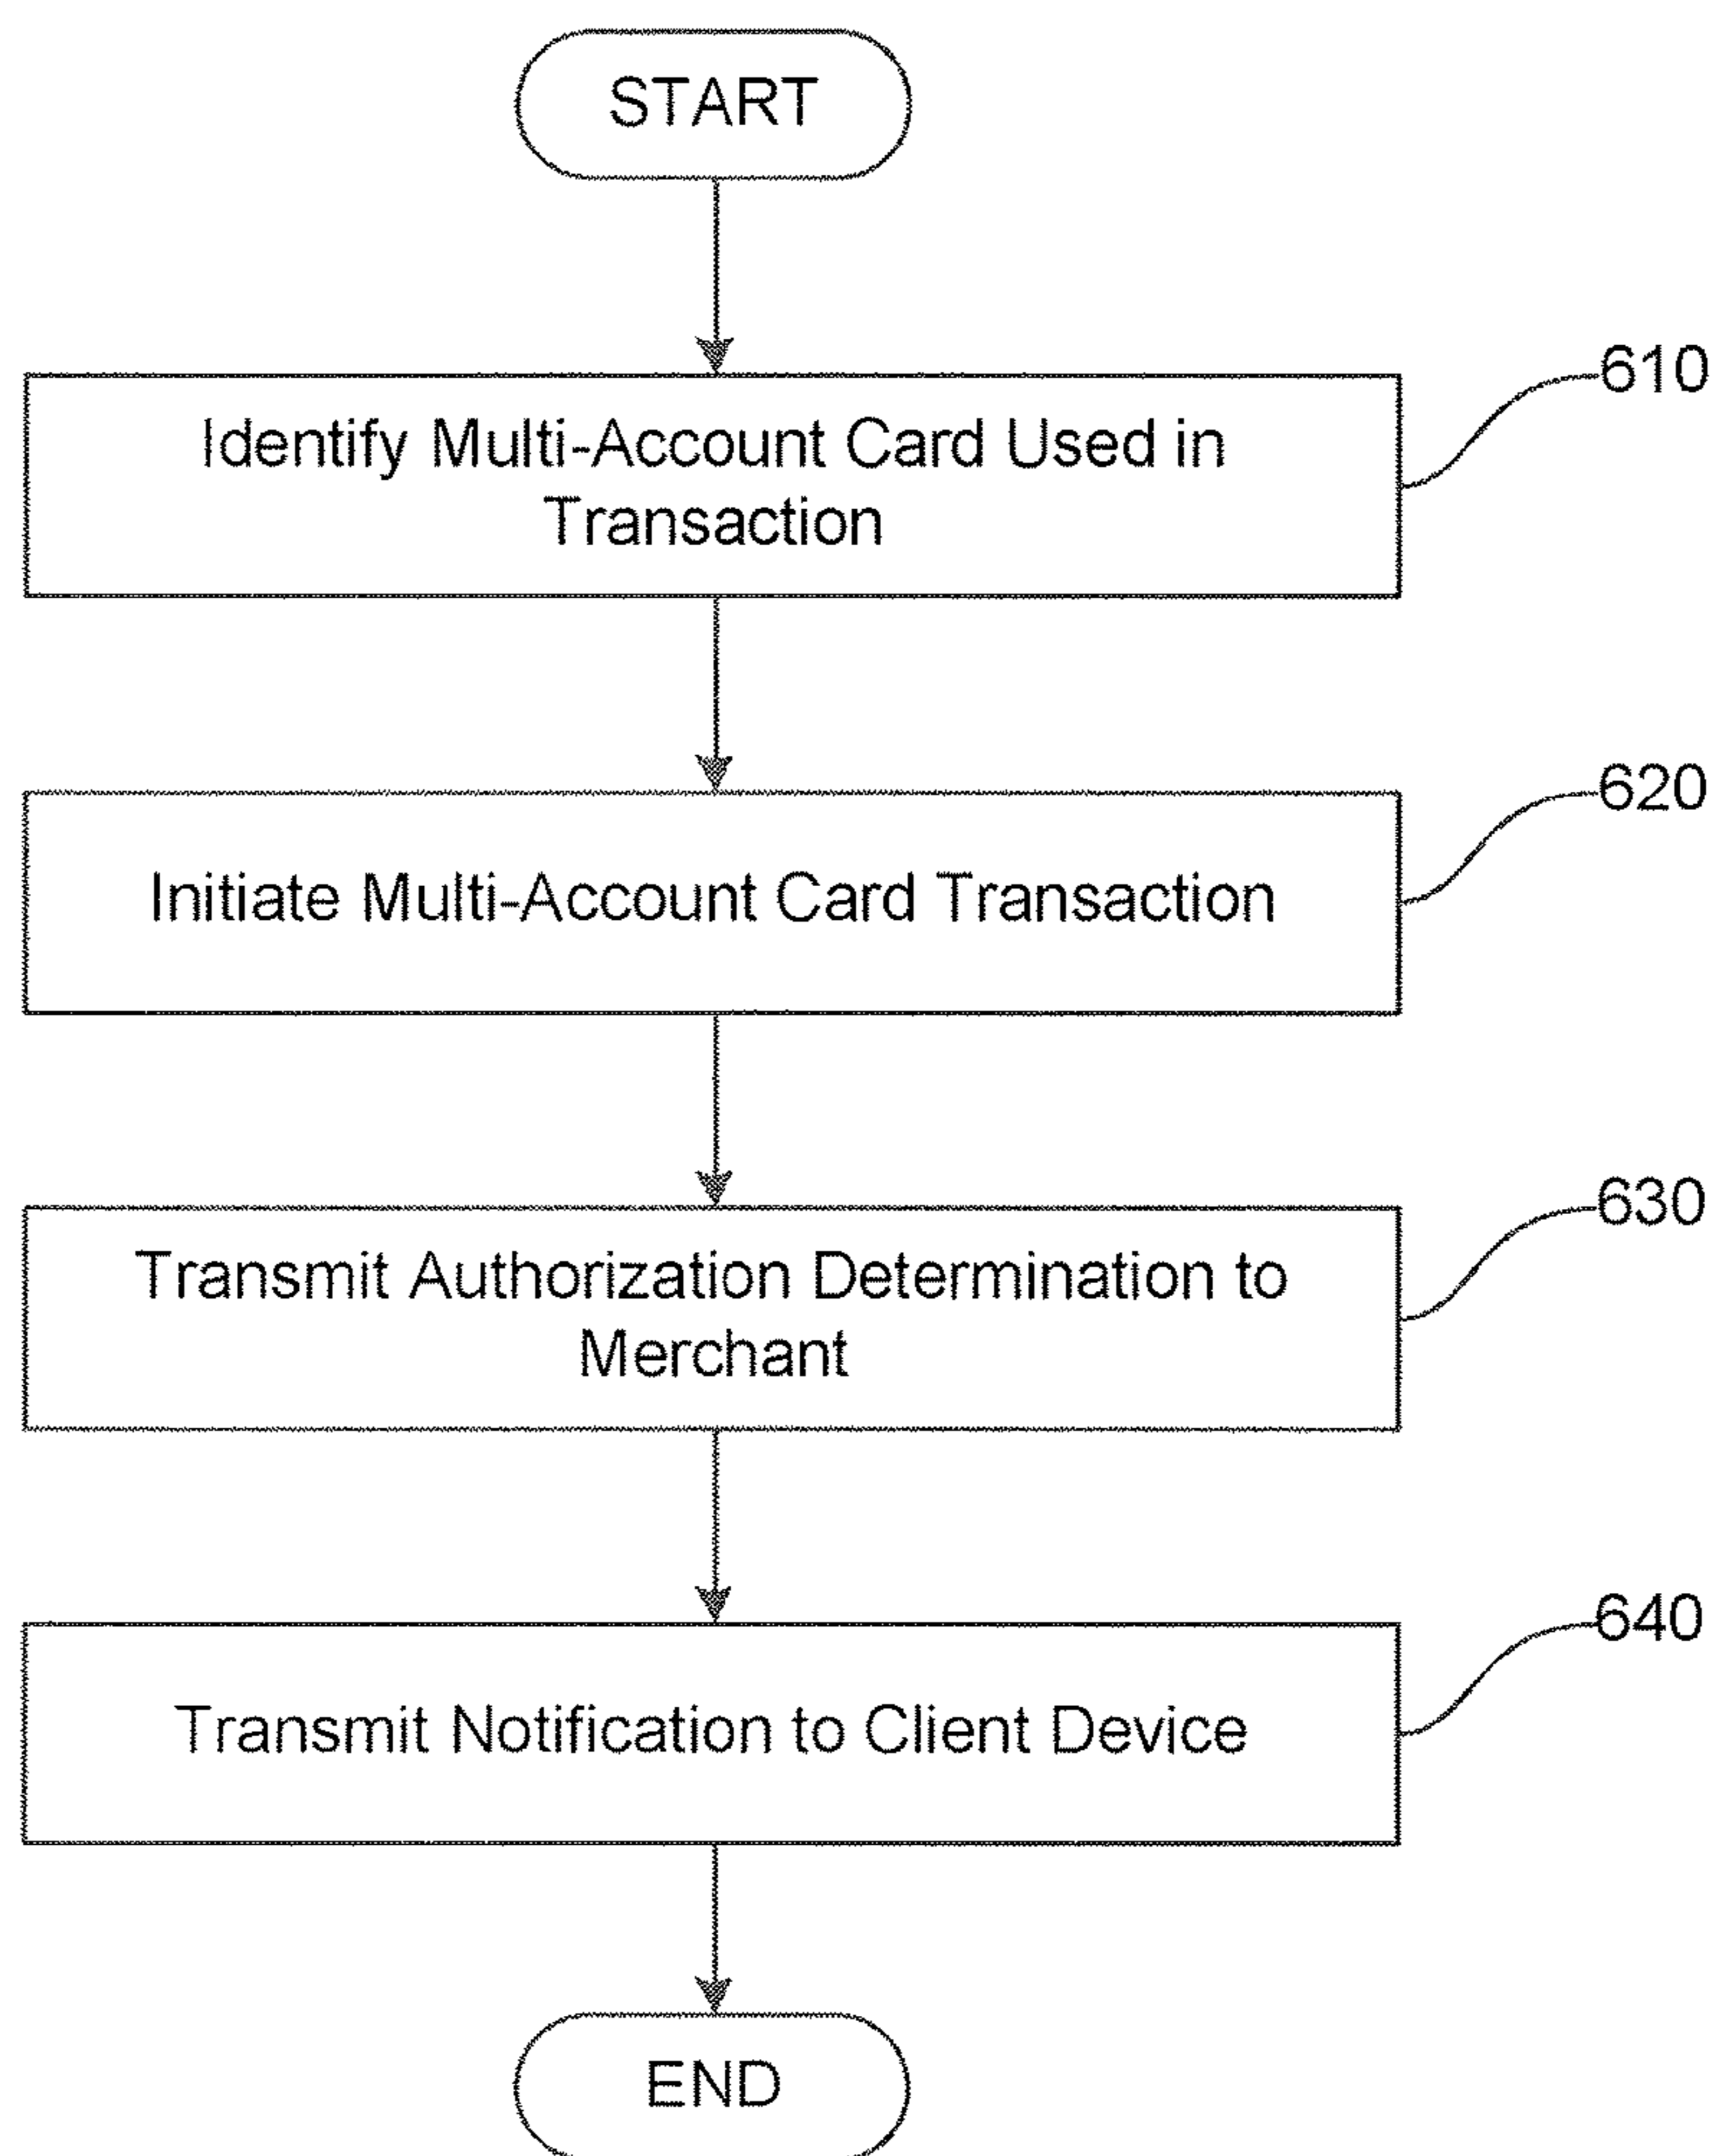 START
610
Identify Multi-Account Card Used in
Transaction
620
Initiate Multi-Account Card Transaction
630
Transmit Authorization Determination to
Merchant
640
Transmit Notification to Client Device
END